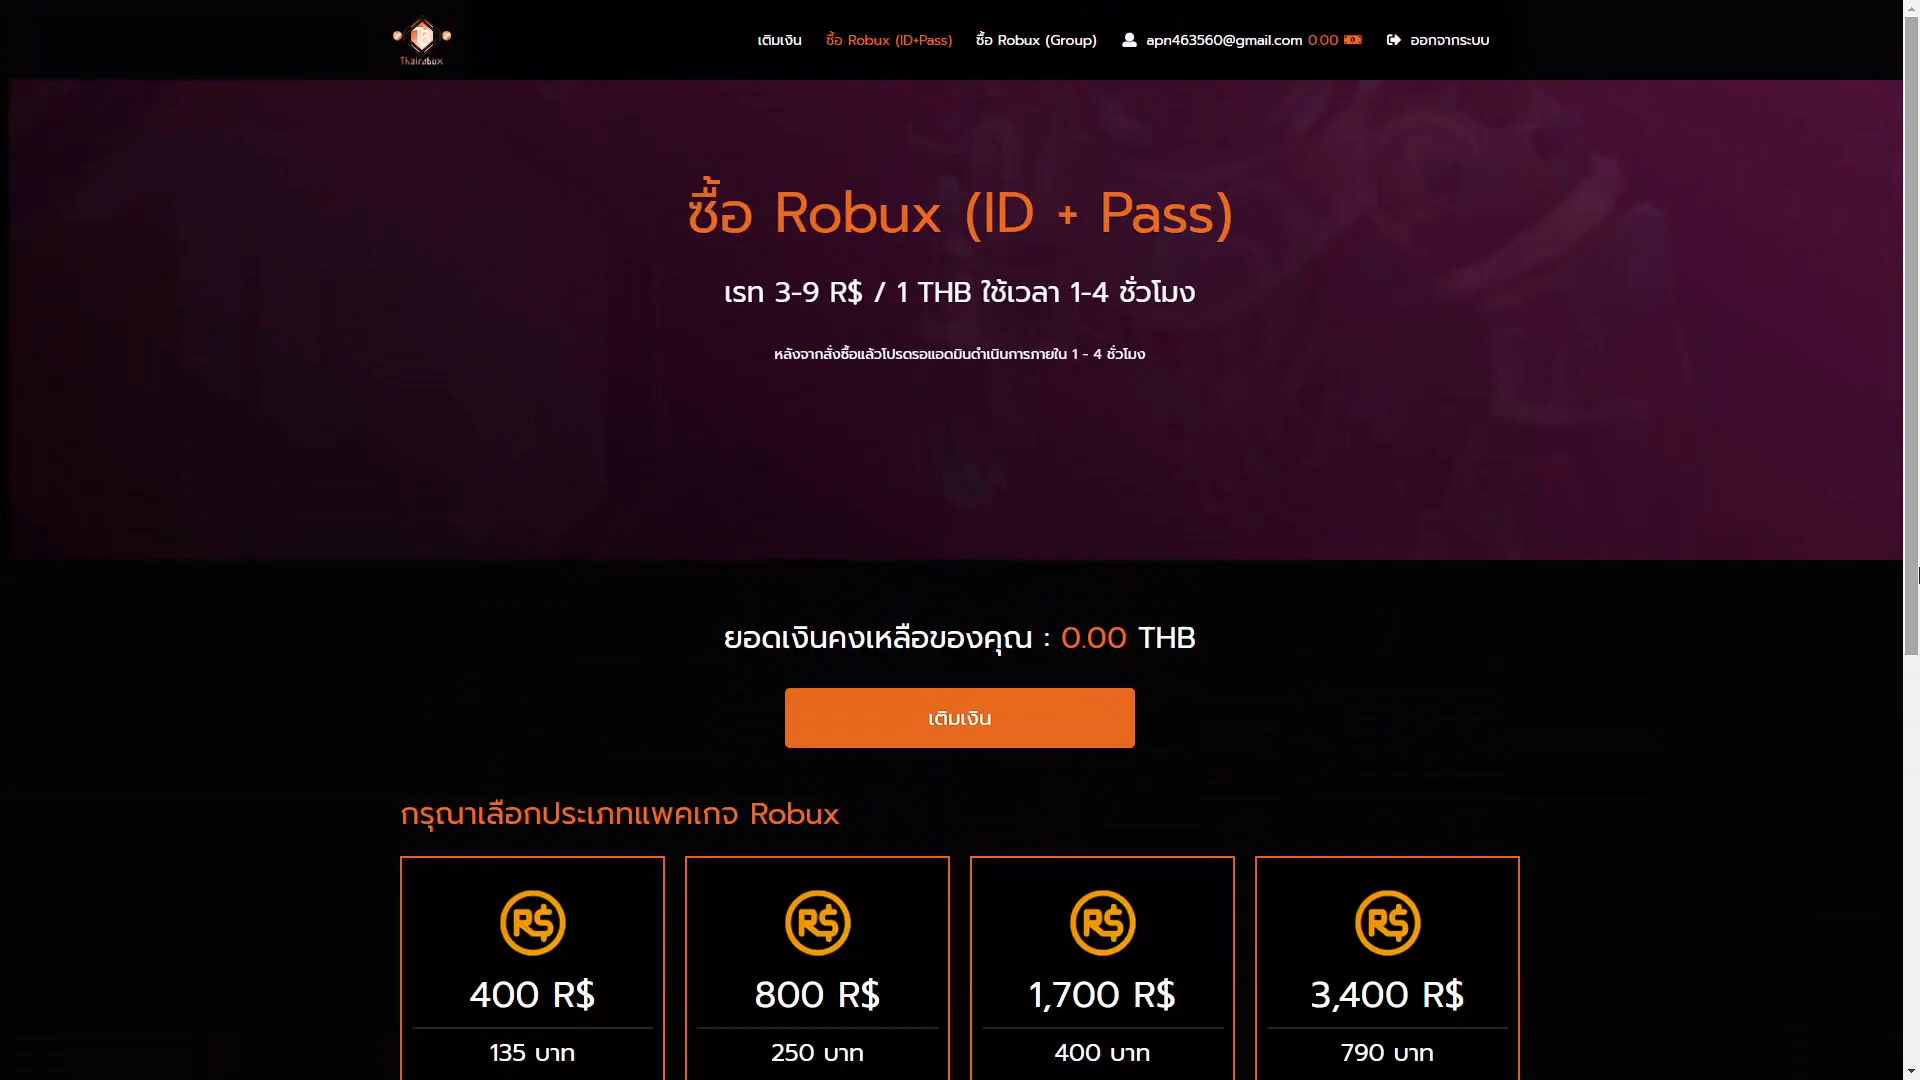 Thairobux
เติมเงิน ซื้อ Robux (ID+Pass) ซื้อ Robux (Group) apn463560@gmail.com 0.00 ออกจากระบบ
ซื้อ Robux (ID + Pass)
เรท 3-9 R$ / 1 THB ใช้เวลา 1-4 ชั่วโมง
หลังจากสั่งซื้อแล้วโปรดรอแอดมินดำเนินการภายใน 1 - 4 ชั่วโมง
ยอดเงินคงเหลือของคุณ : 0.00 THB
เติมเงิน
กรุณาเลือกประเภทแพคเกจ Robux
R$ R$ R$ R$
400 R$ 800 R$ 1,700 R$ 3,400 R$
135 บาท 250 บาท 400 บาท 790 บาท